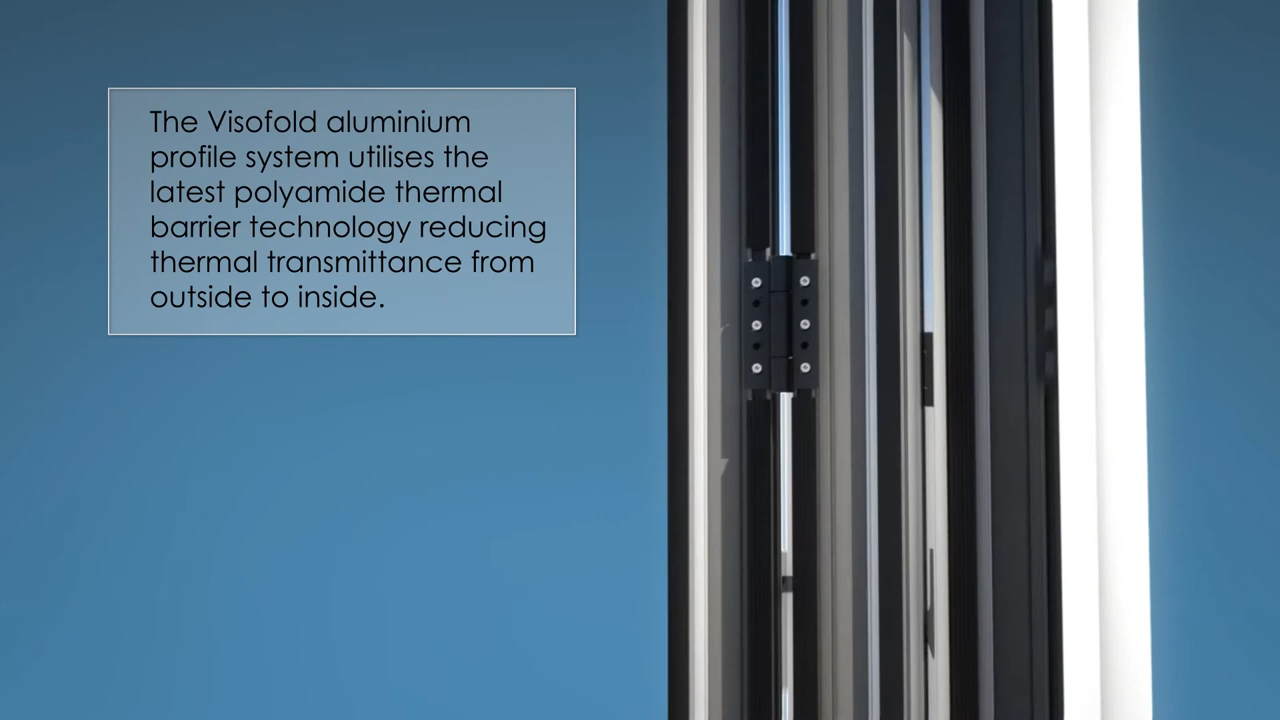 The Visofold aluminium
profile system utilises the
latest polyamide thermal
barrier technology reducing
thermal transmittance from
outside to inside.